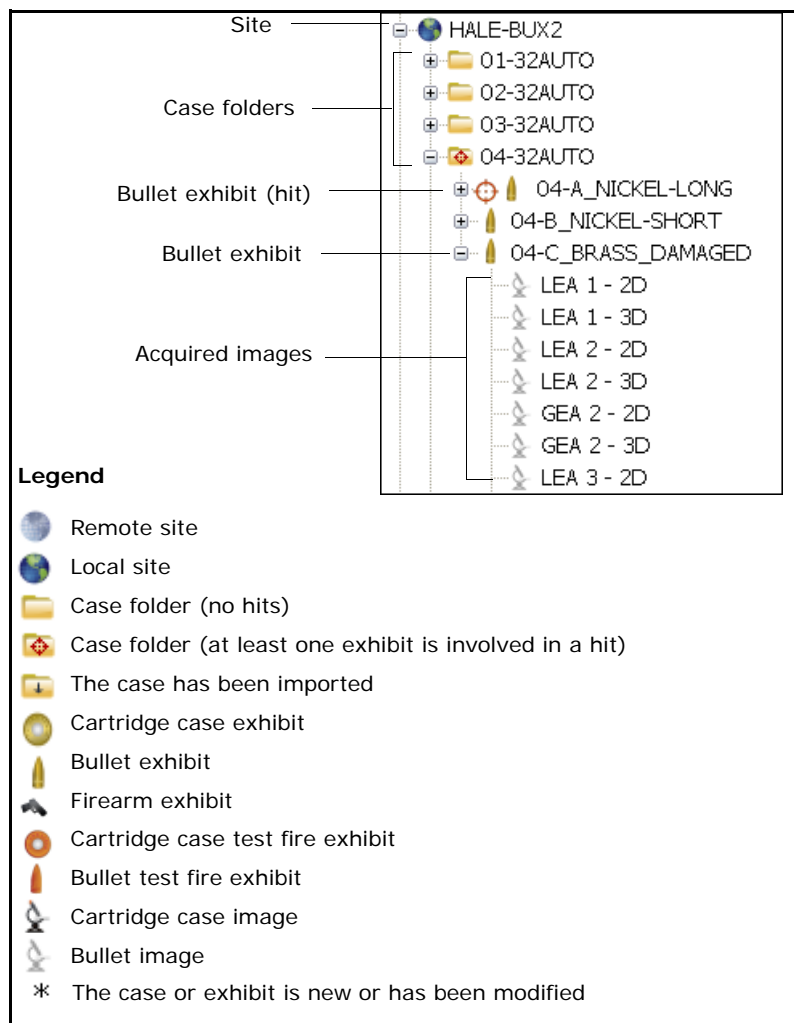 Site
HALE-BUX2
01-32AUTO
Case folders
02-32AUTO
03-32AUTO
04-32AUTO
Bullet exhibit (hit)
04-A_NICKEL-LONG
04-B_NICKEL-SHORT
Bullet exhibit
04-C_BRASS_DAMAGED
LEA 1 - 2D
LEA 1 - 3D
Acquired images
LEA 2 - 2D
LEA 2 - 3D
GEA 2 - 2D
GEA 2 - 3D
LEA 3 - 2D
Legend
Remote site
Local site
Case folder (no hits)
Case folder (at least one exhibit is involved in a hit)
The case has been imported
Cartridge case exhibit
Bullet exhibit
Firearm exhibit
Cartridge case test fire exhibit
Bullet test fire exhibit
Cartridge case image
Bullet image
* The case or exhibit is new or has been modified